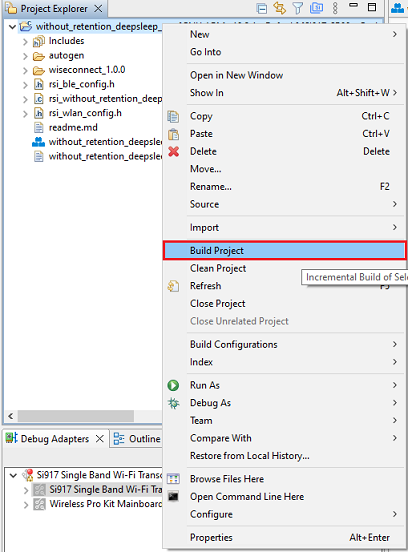 Project Explorer
without_retention_deepsleep_
Includes
autogen
wiseconnect_1.0.0
rsi_ble_config.h
rsi_without_retention_deep
rsi_wlan_config.h
readme.md
without_retention_deepslee
without_retention_deepslee
New
Go Into
Open in New Window
Show In Alt+Shift+W
Copy Ctrl+C
Paste Ctrl+V
Delete Delete
Move...
Rename... F2
Source
Import
Build Project
Clean Project
Incremental Build of Sele
Refresh F5
Close Project
Close Unrelated Project
Build Configurations
Index
Run As
Debug As
Team
Compare With
Restore from Local History...
Browse Files Here
Open Command Line Here
Configure
Properties Alt+Enter
Debug Adapters
Outline
Si917 Single Band Wi-Fi Transc
Si917 Single Band Wi-Fi Tra
Wireless Pro Kit Mainboard